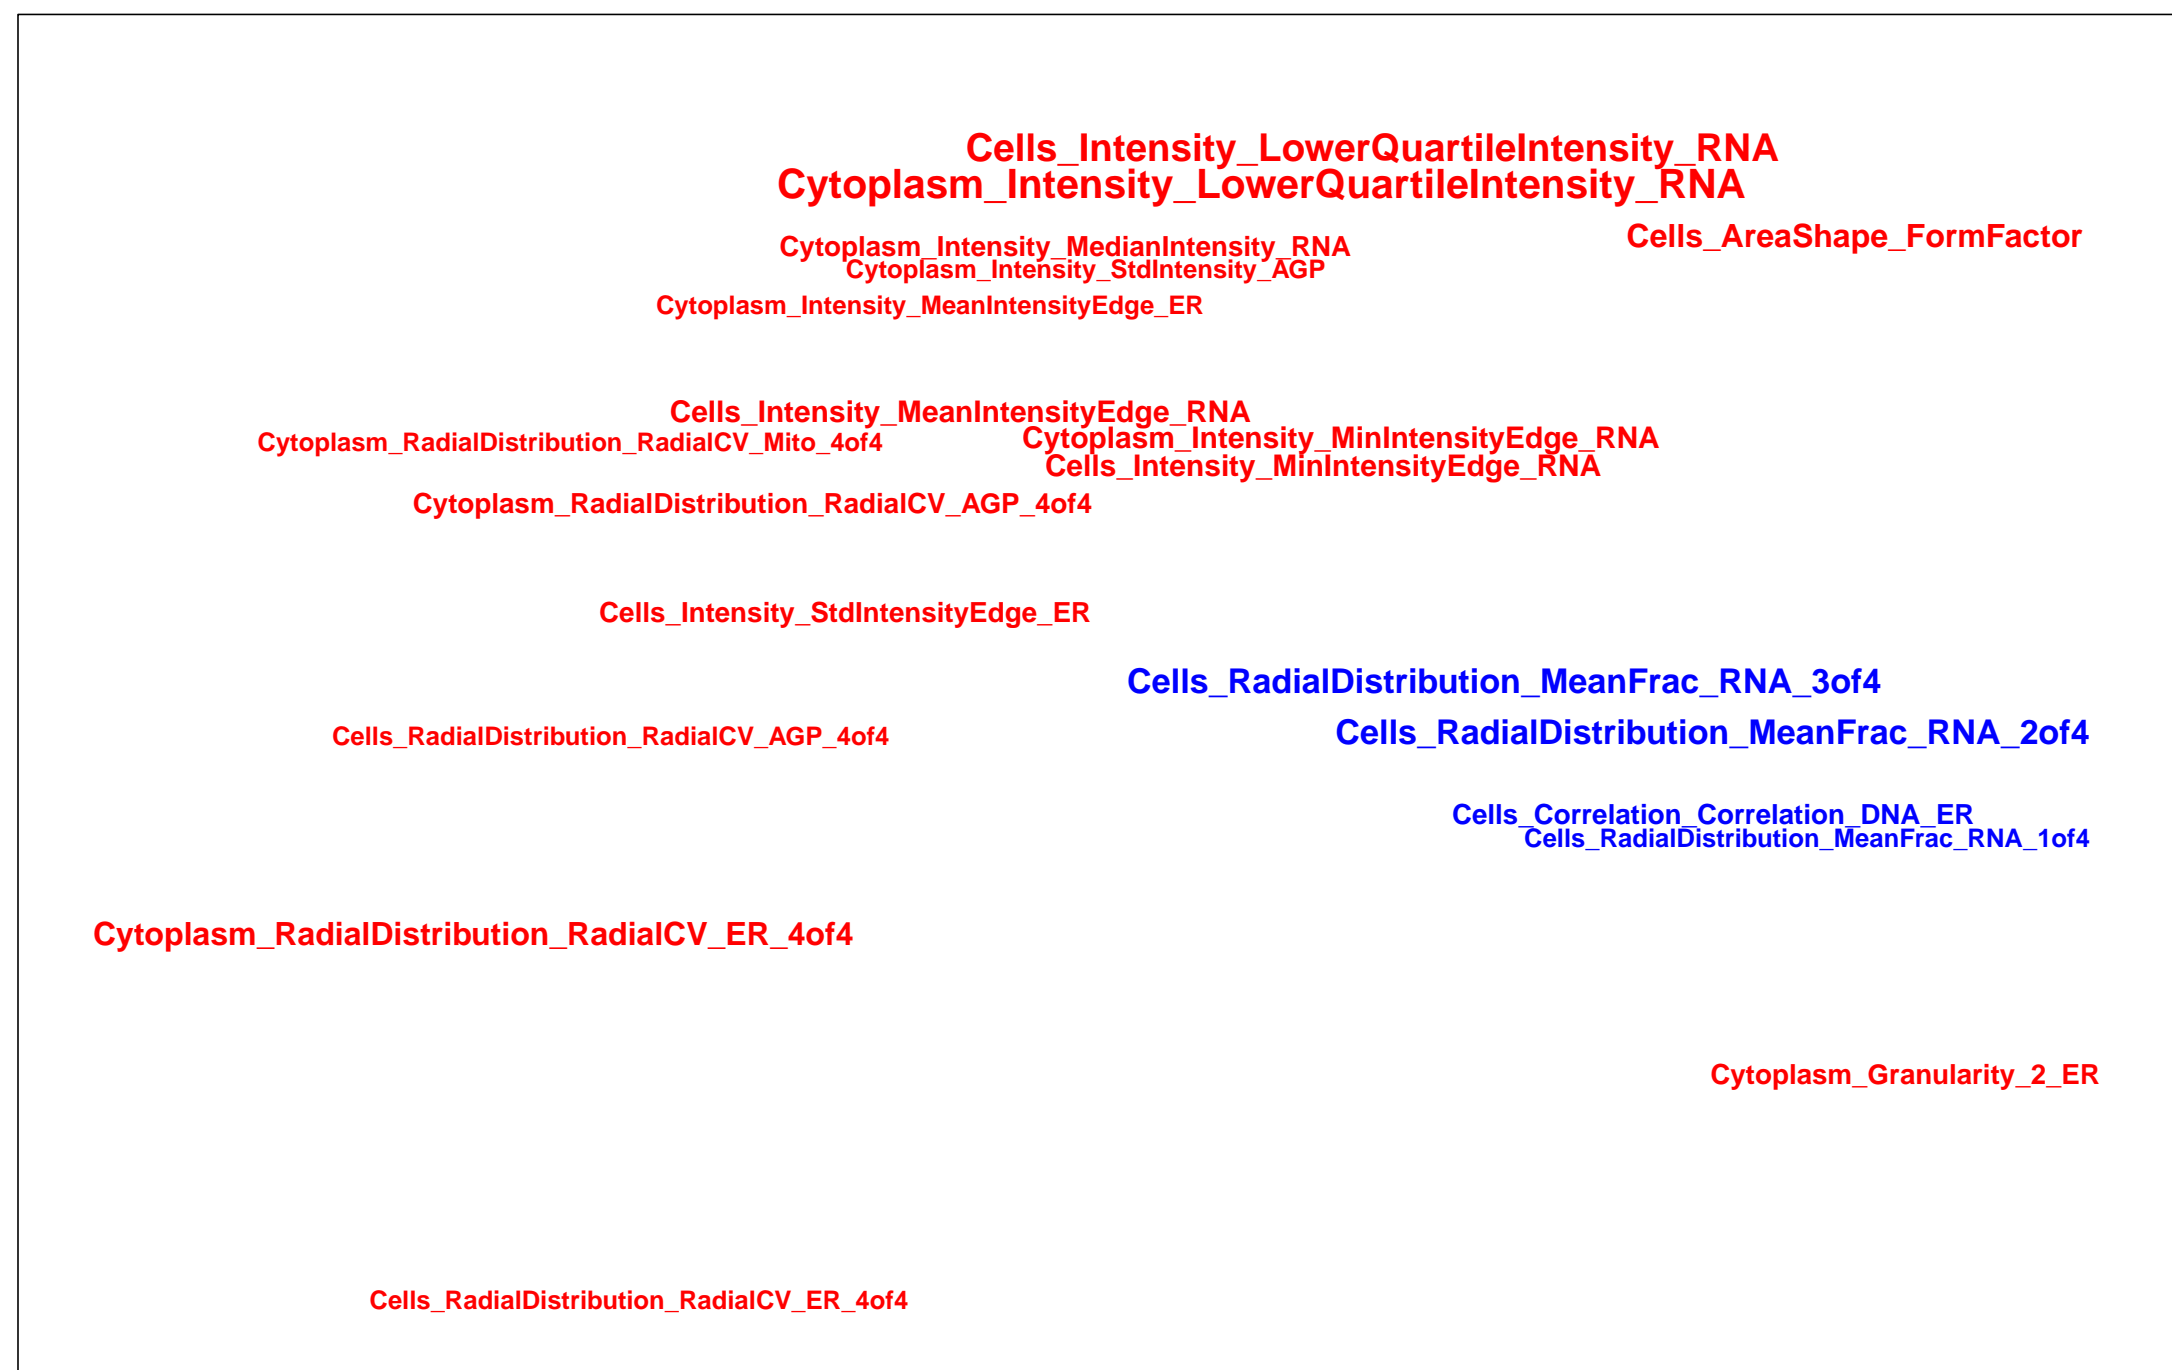 Cells_Intensity_LowerQuartileIntensity_RNA
Cytoplasm_Intensity_LowerQuartileIntensity_RNA
Cells_AreaShape_FormFactor
Cytoplasm_Intensity_MedianIntensity_RNA
Cytoplasm_Intensity_StdIntensity_AGP
Cytoplasm_Intensity_MeanIntensityEdge_ER
Cells_Intensity_MeanIntensityEdge_RNA
Cytoplasm_RadialDistribution_RadialCV_Mito_4of4
Cytoplasm_Intensity_MinIntensityEdge_RNA
Cells_Intensity_MinIntensityEdge_RNA
Cytoplasm_RadialDistribution_RadialCV_AGP_4of4
Cells_Intensity_StdIntensityEdge_ER
Cells_RadialDistribution_MeanFrac_RNA_3of4
Cells_RadialDistribution_RadialCV_AGP_4of4
Cells_RadialDistribution_MeanFrac_RNA_2of4
Cells_Correlation_Correlation_DNA_ER
Cells_RadialDistribution_MeanFrac_RNA_1of4
Cytoplasm_RadialDistribution_RadialCV_ER_4of4
Cytoplasm_Granularity_2_ER
Cells_RadialDistribution_RadialCV_ER_4of4